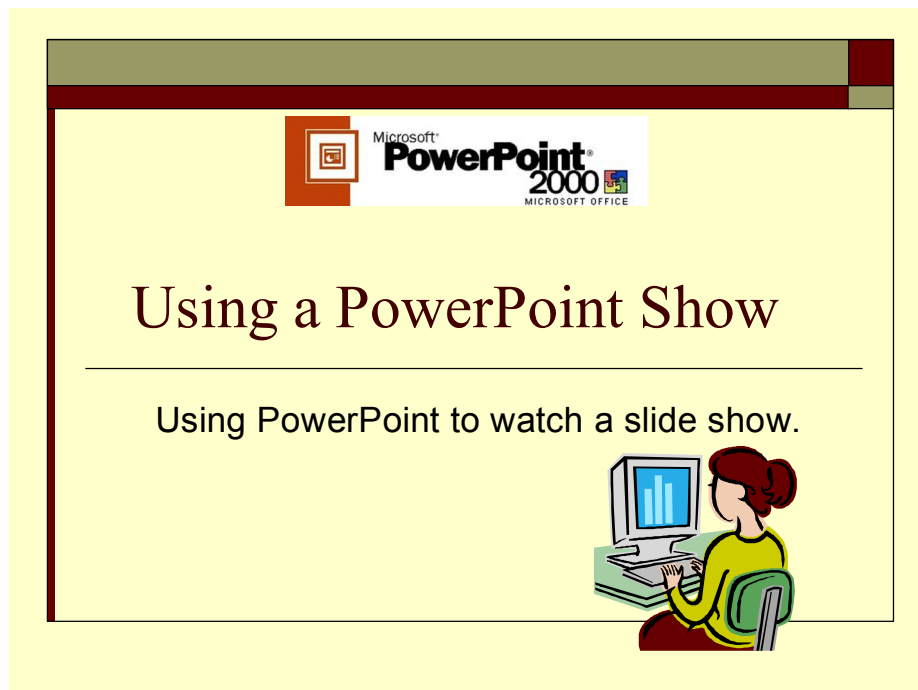 Microsoft®
PowerPoint®
2000
MICROSOFT OFFICE
Using a PowerPoint Show
Using PowerPoint to watch a slide show.